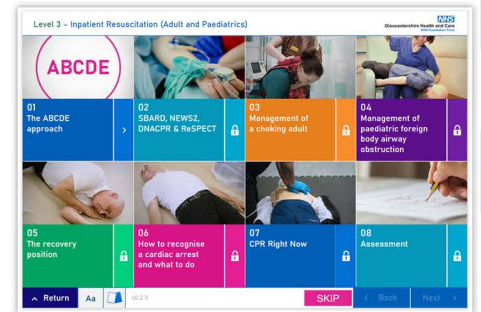 Level 3 – Inpatient Resuscitation (Adult and Paediatrics)
NHS
Gloucestershire Health and Care
NHS Foundation Trust
ABCDE
01
The ABCDE
approach
02
SBARD, NEWS2,
DNACPR & ReSPECT
03
Management of
a choking adult
04
Management of
paediatric foreign
body airway
obstruction
05
The recovery
position
06
How to recognise
a cardiac arrest
and what to do
07
CPR Right Now
08
Assessment
Return
Aa
v0.2.5
SKIP
Back
Next